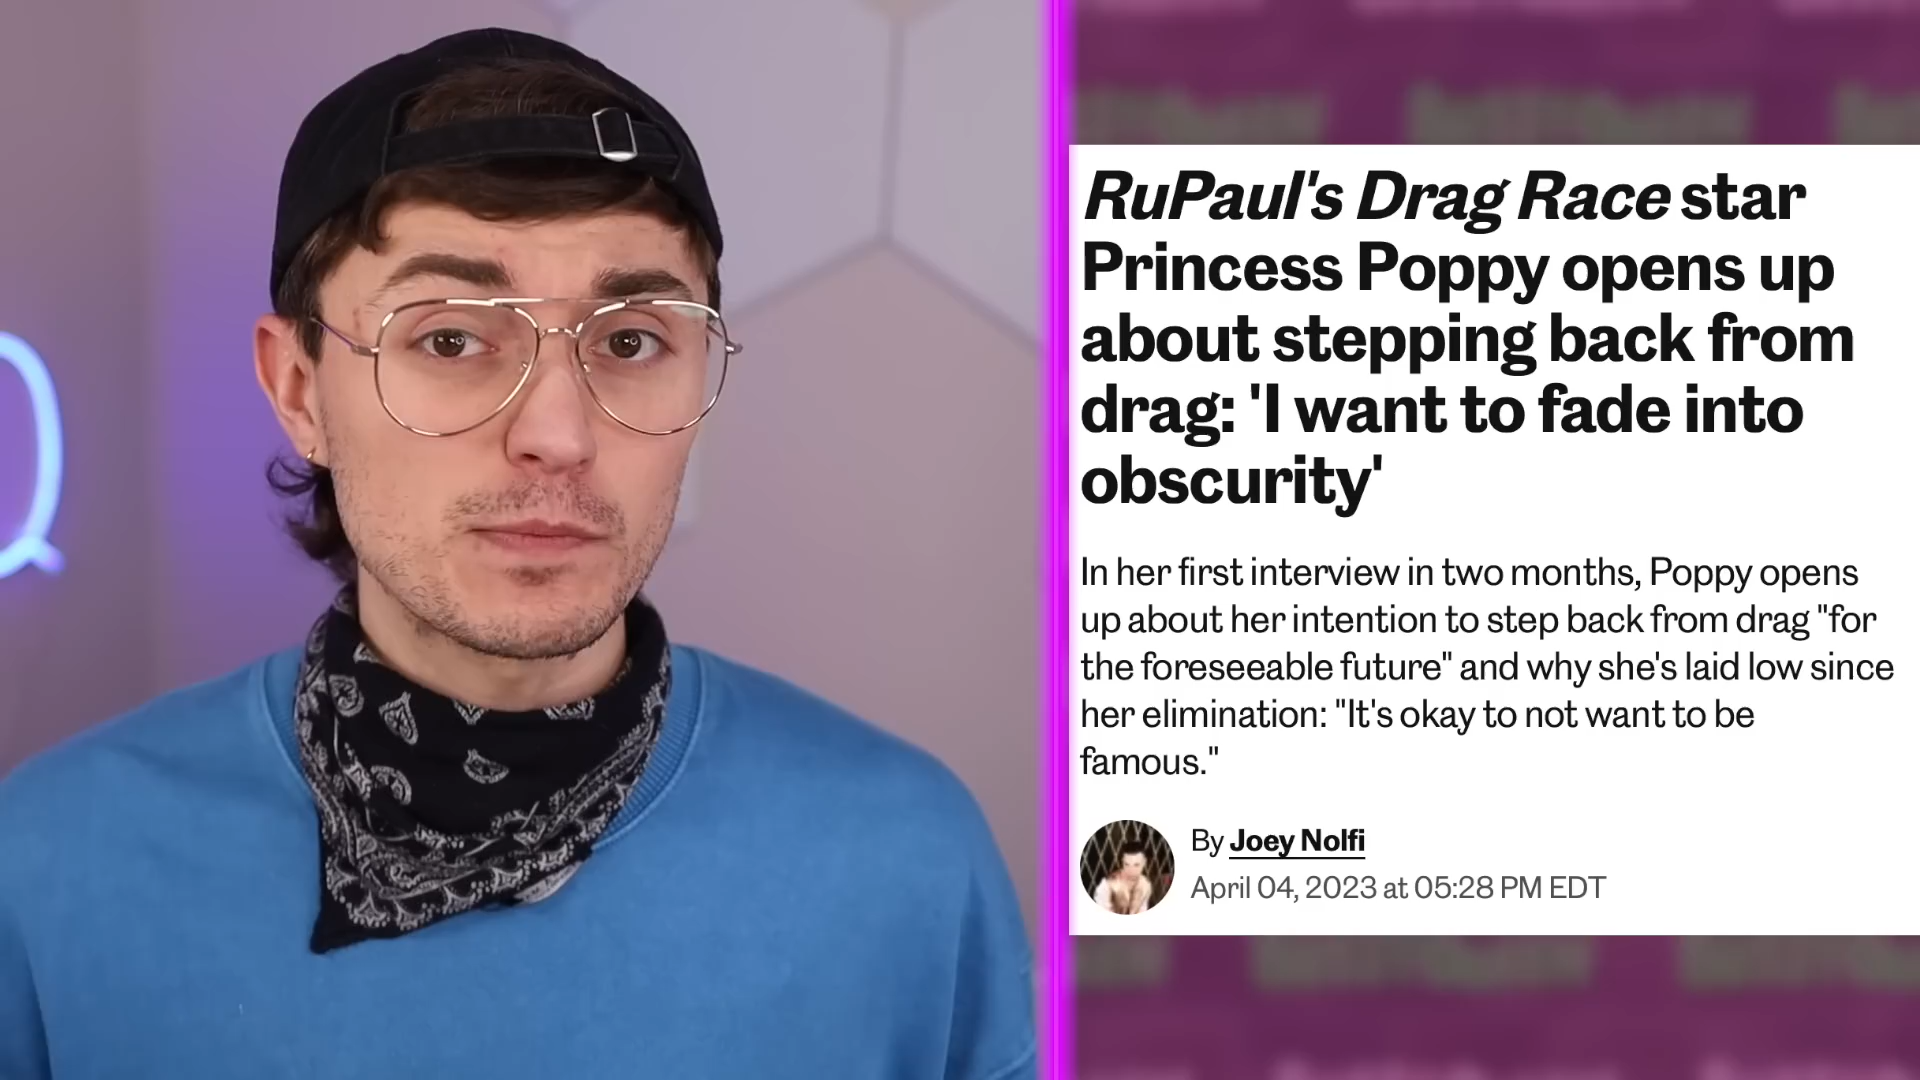 RuPaul's Drag Race star
Princess Poppy opens up
about stepping back from
drag: 'I want to fade into
obscurity'
In her first interview in two months, Poppy opens
up about her intention to step back from drag "for
the foreseeable future" and why she's laid low since
her elimination: "It's okay to not want to be
famous."
By Joey Nolfi
April 04, 2023 at 05:28 PM EDT